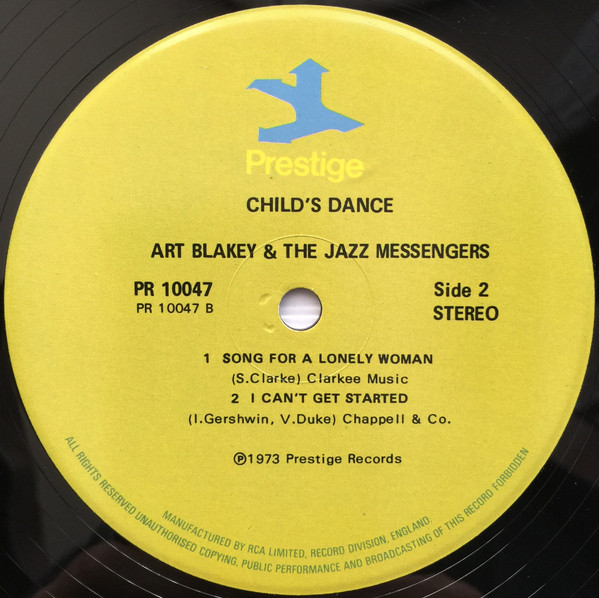 Prestige
CHILD'S DANCE
ART BLAKEY & THE JAZZ MESSENGERS
PR 10047
PR 10047 B
Side 2
STEREO
1 SONG FOR A LONELY WOMAN
(S.Clarke) Clarkee Music
2 I CAN'T GET STARTED
(I.Gershwin, V.Duke) Chappell & Co.
℗1973 Prestige Records
MANUFACTURED BY RCA LIMITED, RECORD DIVISION, ENGLAND.
ALL RIGHTS RESERVED UNAUTHORISED COPYING, PUBLIC PERFORMANCE AND BROADCASTING OF THIS RECORD FORBIDDEN